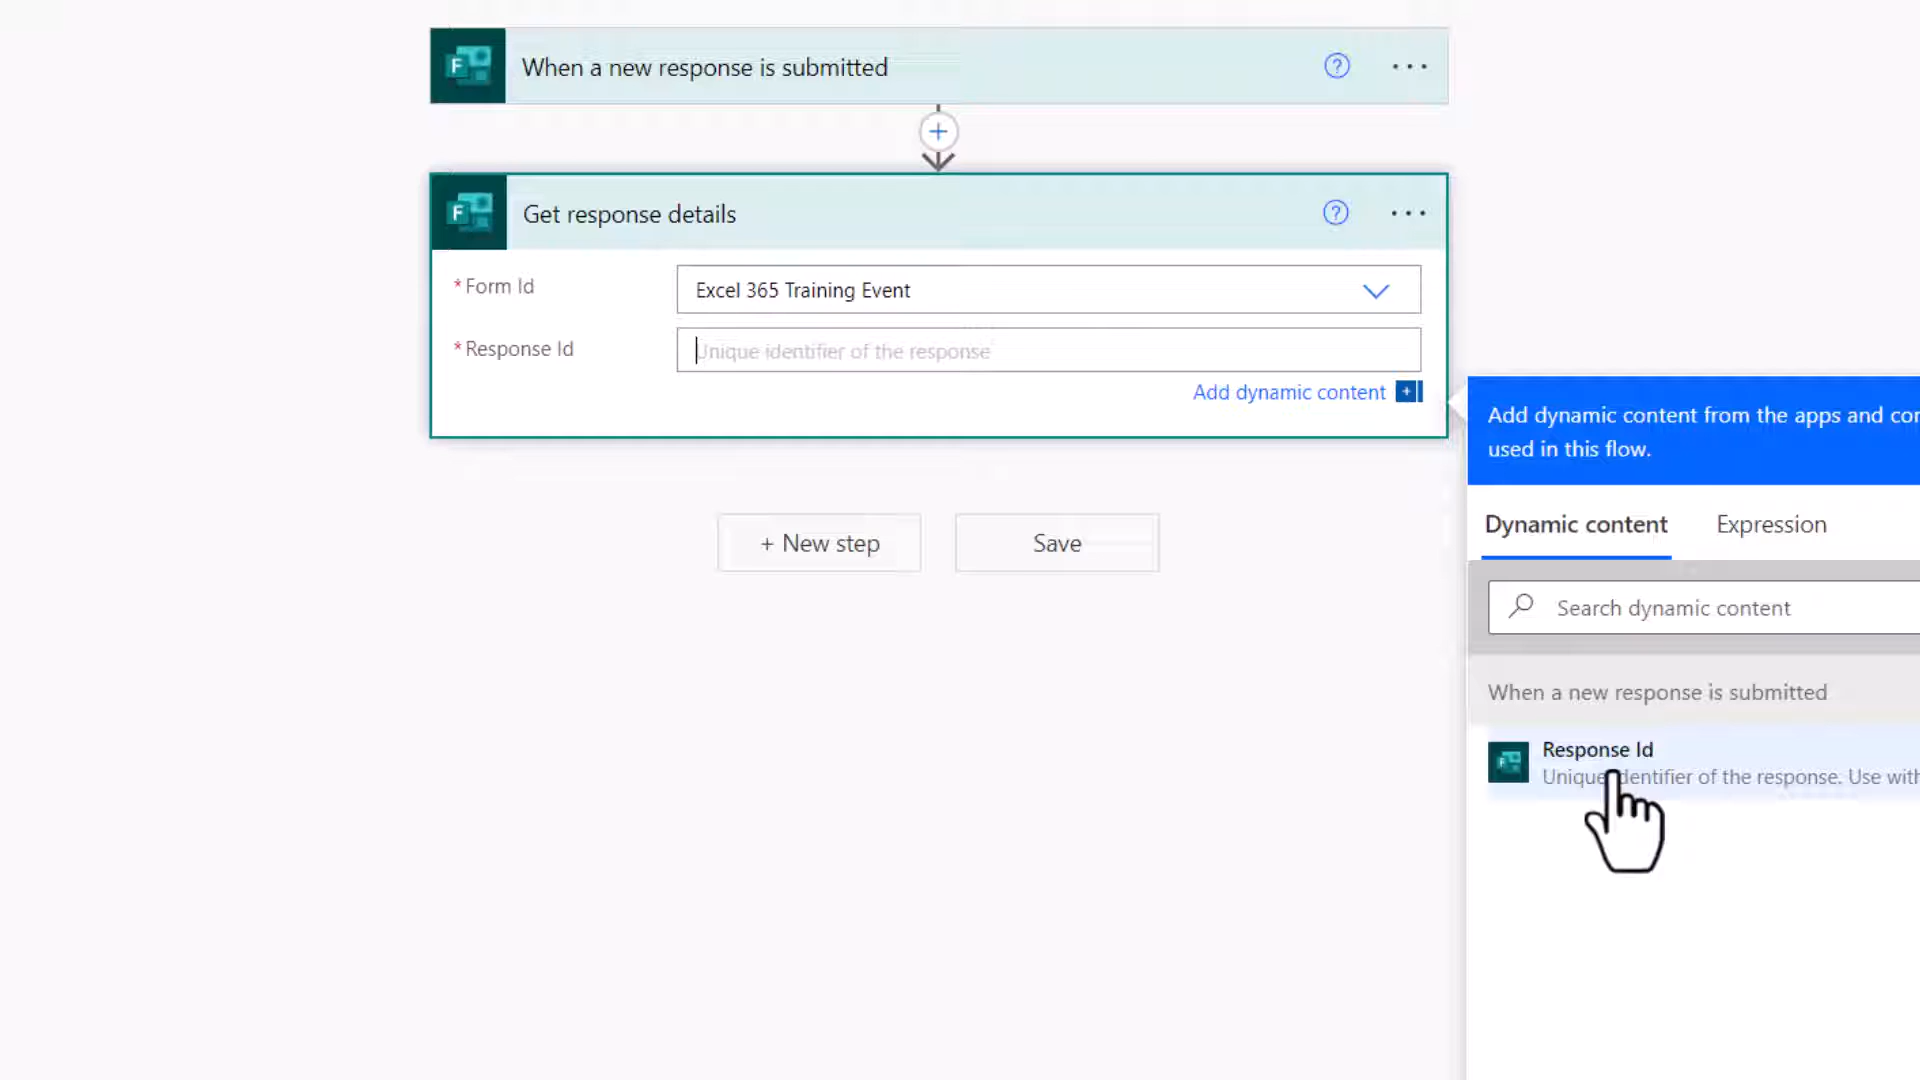 F When a new response is submitted ? ...
+
F Get response details ? ...
*Form Id Excel 365 Training Event
*Response Id Unique identifier of the response
Add dynamic content +
Add dynamic content from the apps and
used in this flow.
+ New step Save
Dynamic content Expression
Search dynamic content
When a new response is submitted
F Response Id
Unique identifier of the response. Use with